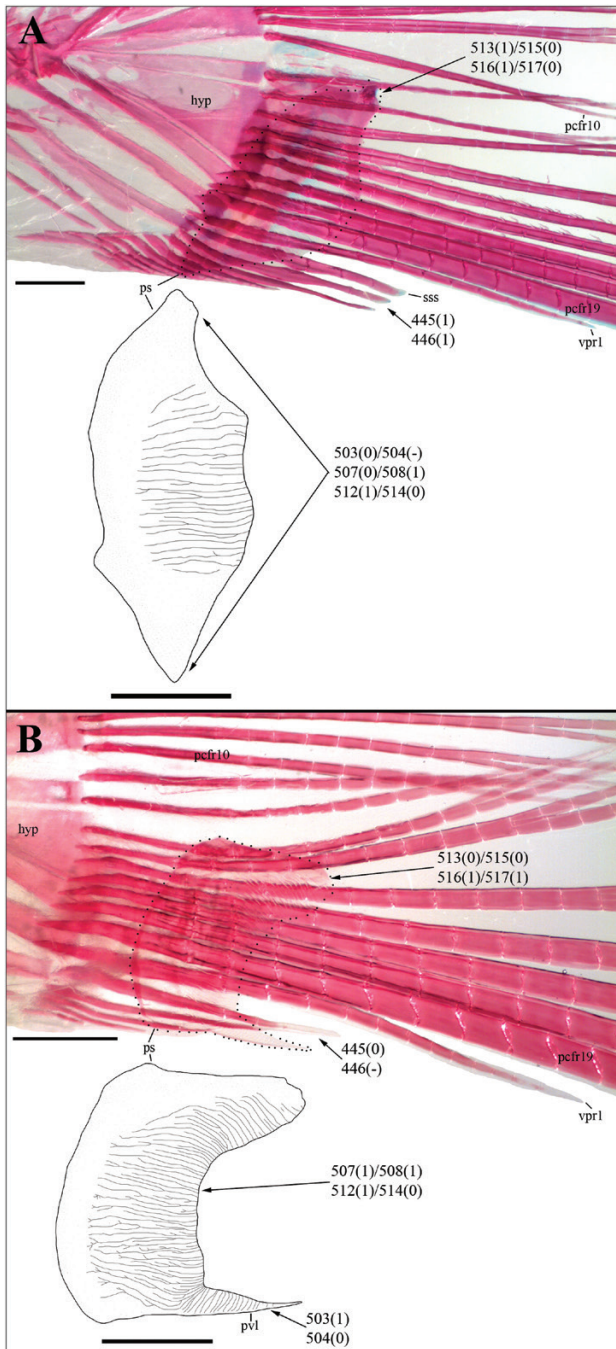 A
513(1)/515(0)
516(1)/517(0)
hyp
pcfr10
ps
sss
pcfr19
445(1)
446(1)
vpr1
503(0)/504(-)
507(0)/508(1)
512(1)/514(0)
B
pcfr10
hyp
513(0)/515(0)
516(1)/517(1)
ps
445(0)
446(-)
pcfr19
vpr1
507(1)/508(1)
512(1)/514(0)
503(1)
504(0)
pvl